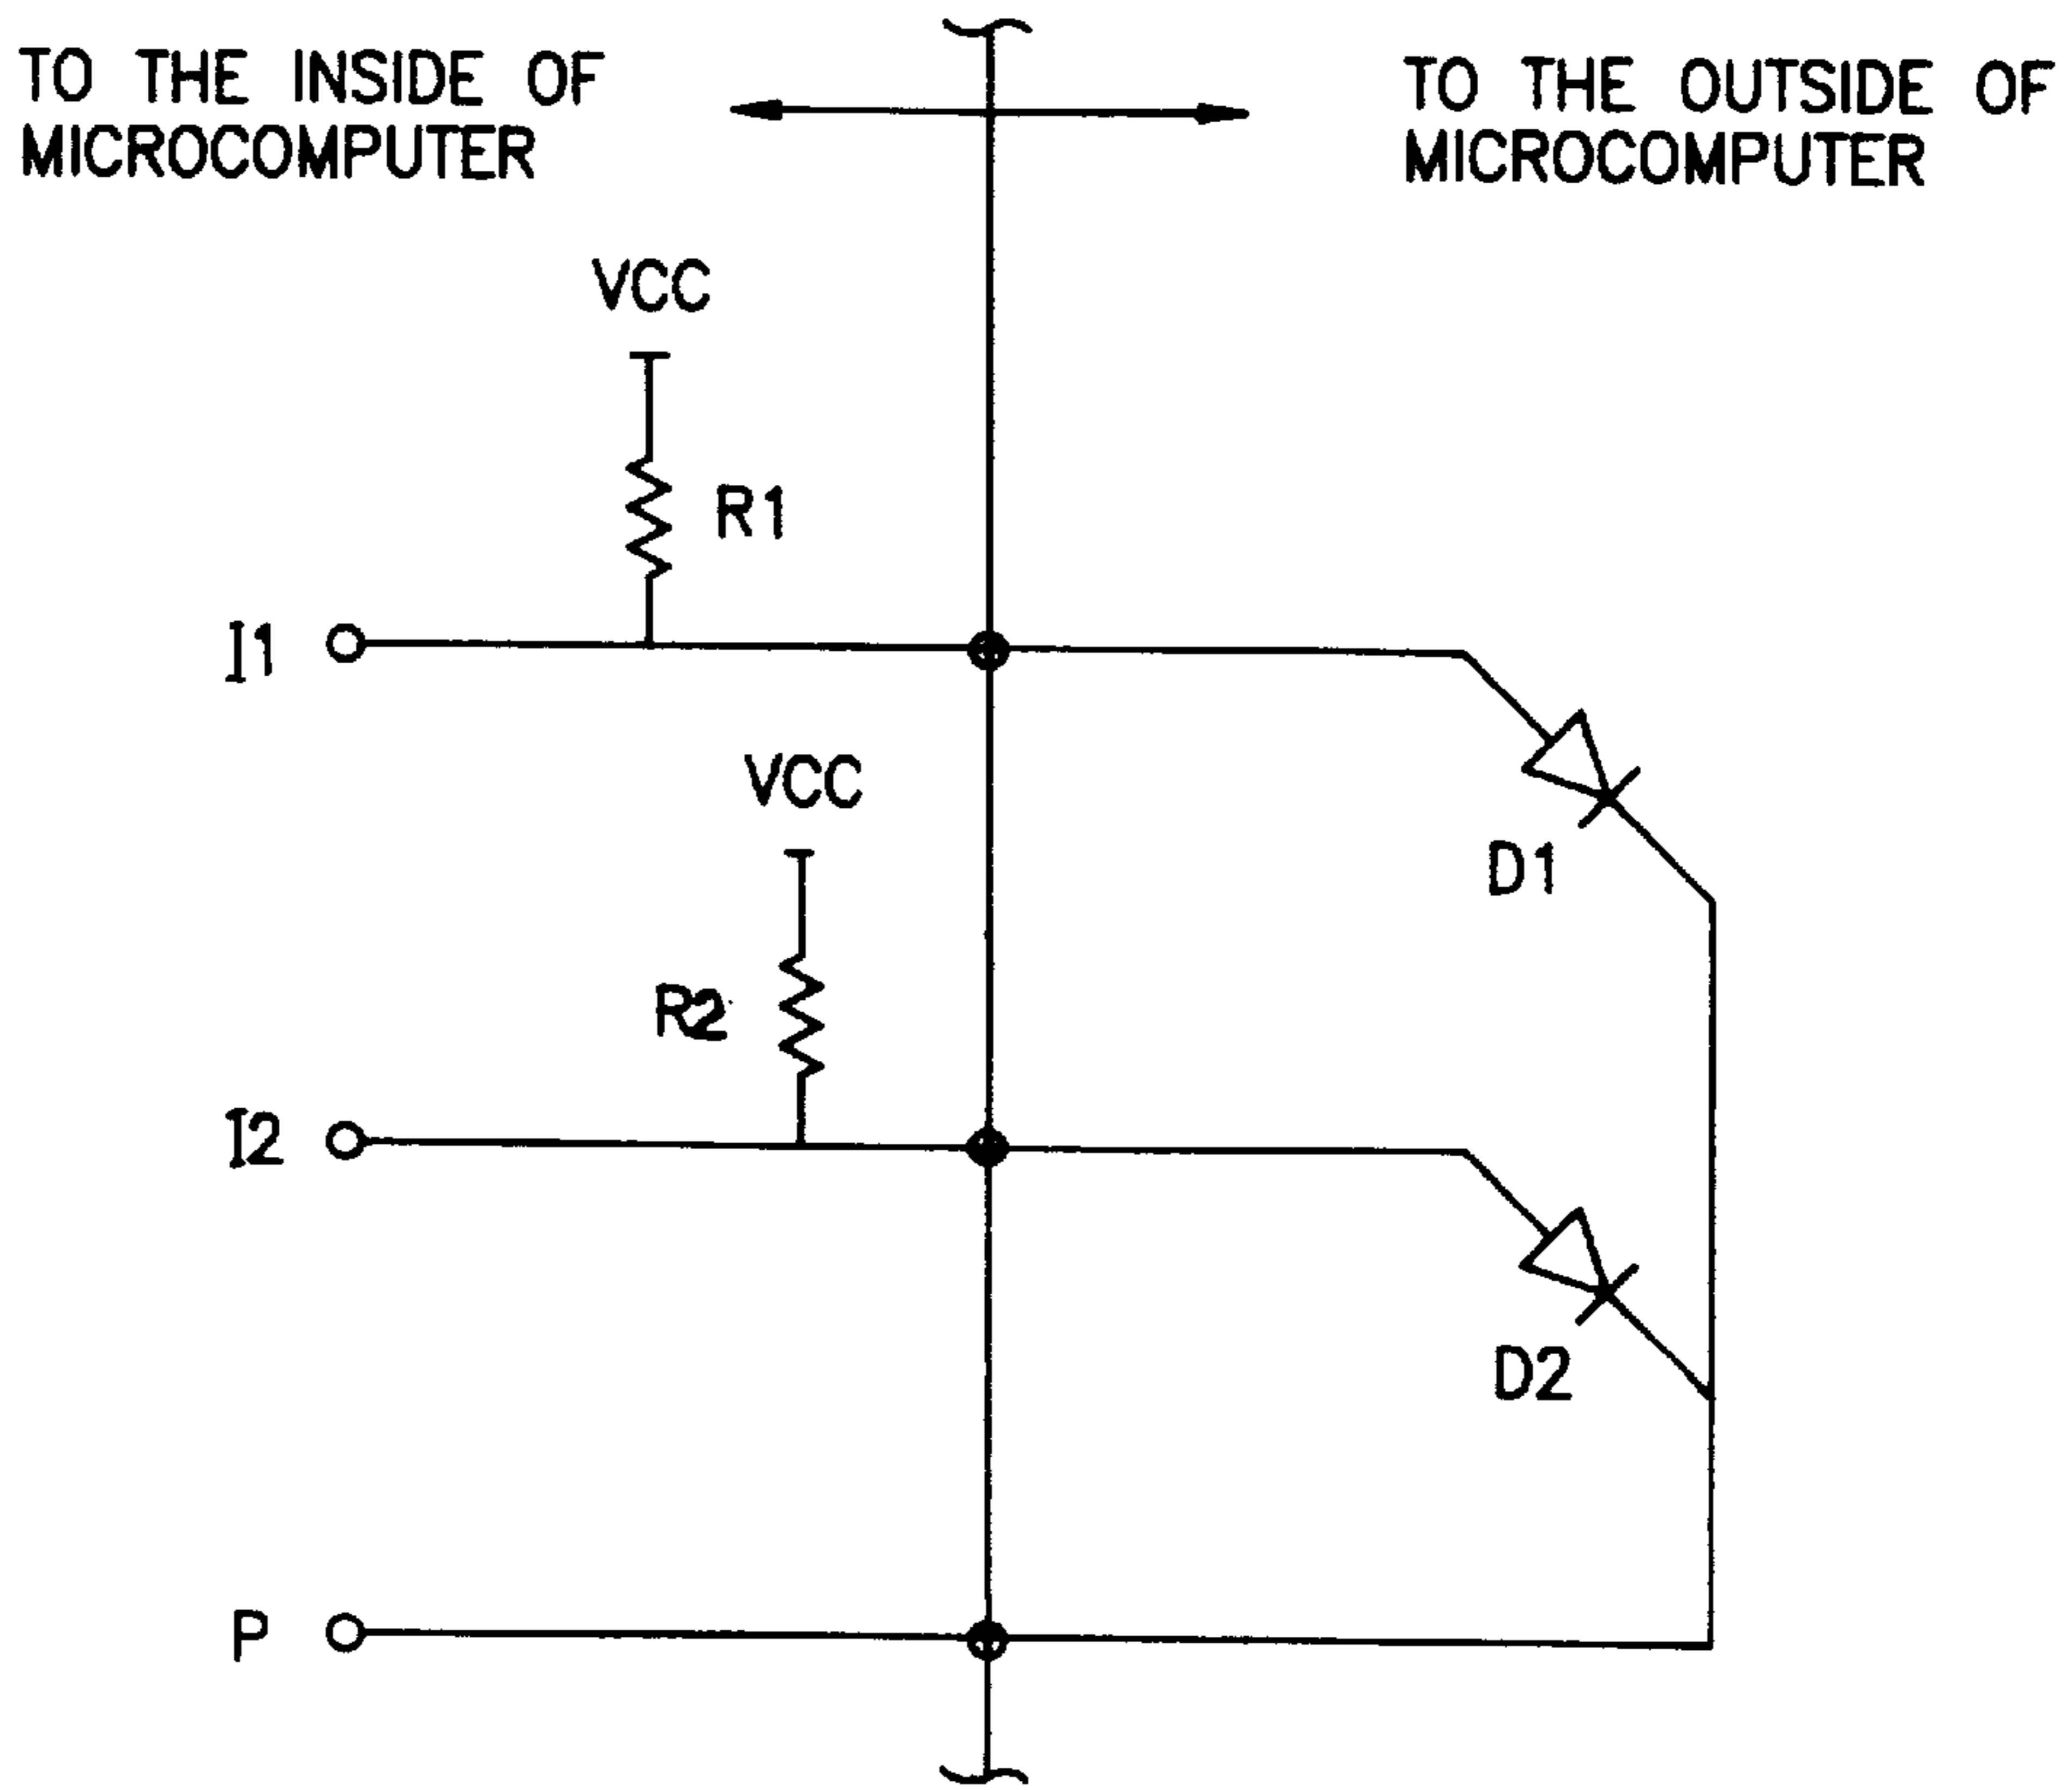 TO THE INSIDE OF
MICROCOMPUTER
TO THE OUTSIDE OF
MICROCOMPUTER
VCC
R1
I1
VCC
R2
I2
D1
D2
P